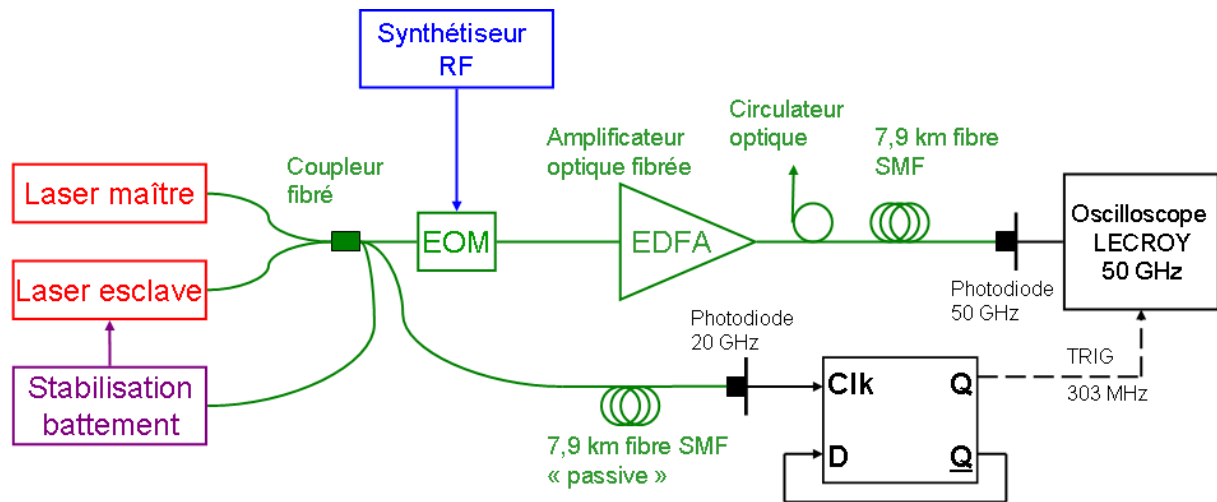 Synthétiseur
RF
Circulateur
optique
7,9 km fibre
SMF
Amplificateur
optique fibrée
Coupleur
fibré
Laser maître
EOM
EDFA
Oscilloscope
LECROY
50 GHz
Laser esclave
Photodiode
50 GHz
Photodiode
20 GHz
TRIG
303 MHz
Stabilisation
battement
Clk
Q
D
Q
7,9 km fibre SMF
« passive »